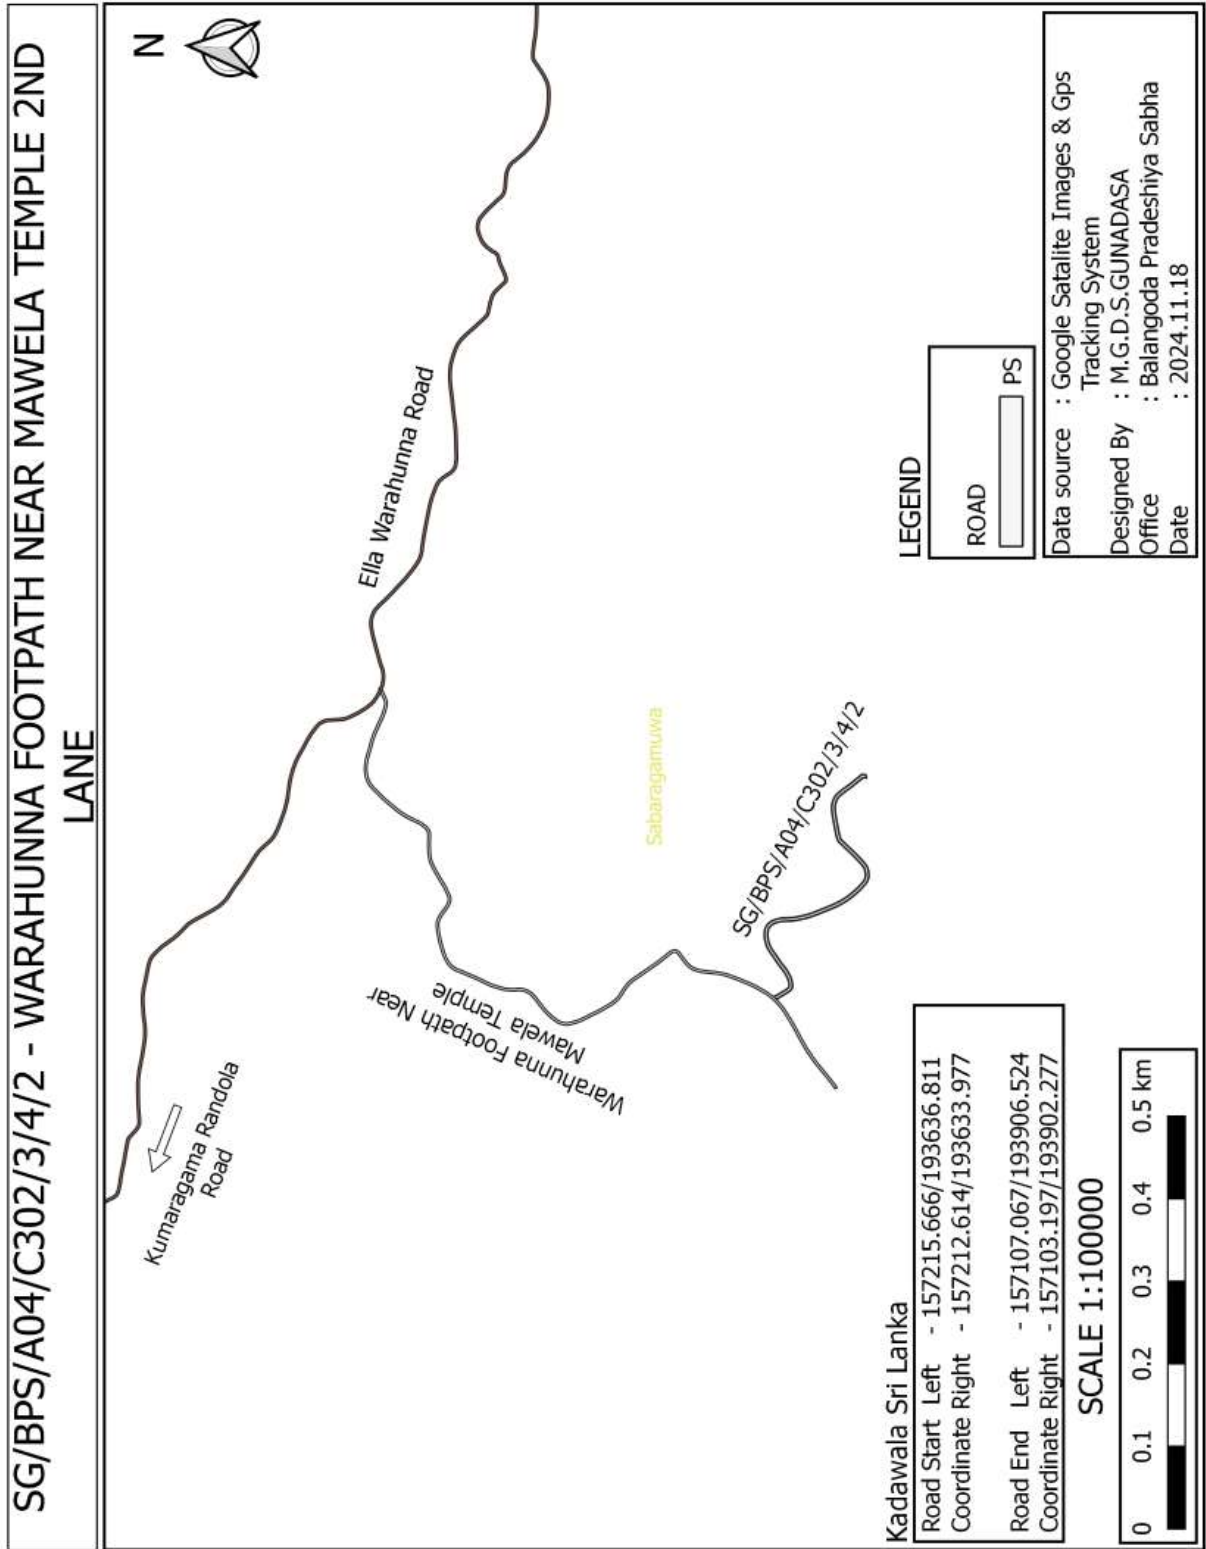 SG/BPS/A04/C302/3/4/2 - WARAHUNNA FOOTPATH NEAR MAWELA TEMPLE 2ND
LANE
N
Kumaragama Randola
Road
Ella Warahunna Road
Warahunna Footpath Near
Mawela Temple
Sabaragamuwa
SG/BPS/A04/C302/3/4/2
Kadawala Sri Lanka
Road Start Left - 157215.666/193636.811
Coordinate Right - 157212.614/193633.977
Road End Left - 157107.067/193906.524
Coordinate Right - 157103.197/193902.277
SCALE 1:100000
0 0.1 0.2 0.3 0.4 0.5 km
LEGEND
ROAD
PS
Data source : Google Satalite Images & Gps
Tracking System
Designed By : M.G.D.S.GUNADASA
Office : Balangoda Pradeshiya Sabha
Date : 2024.11.18